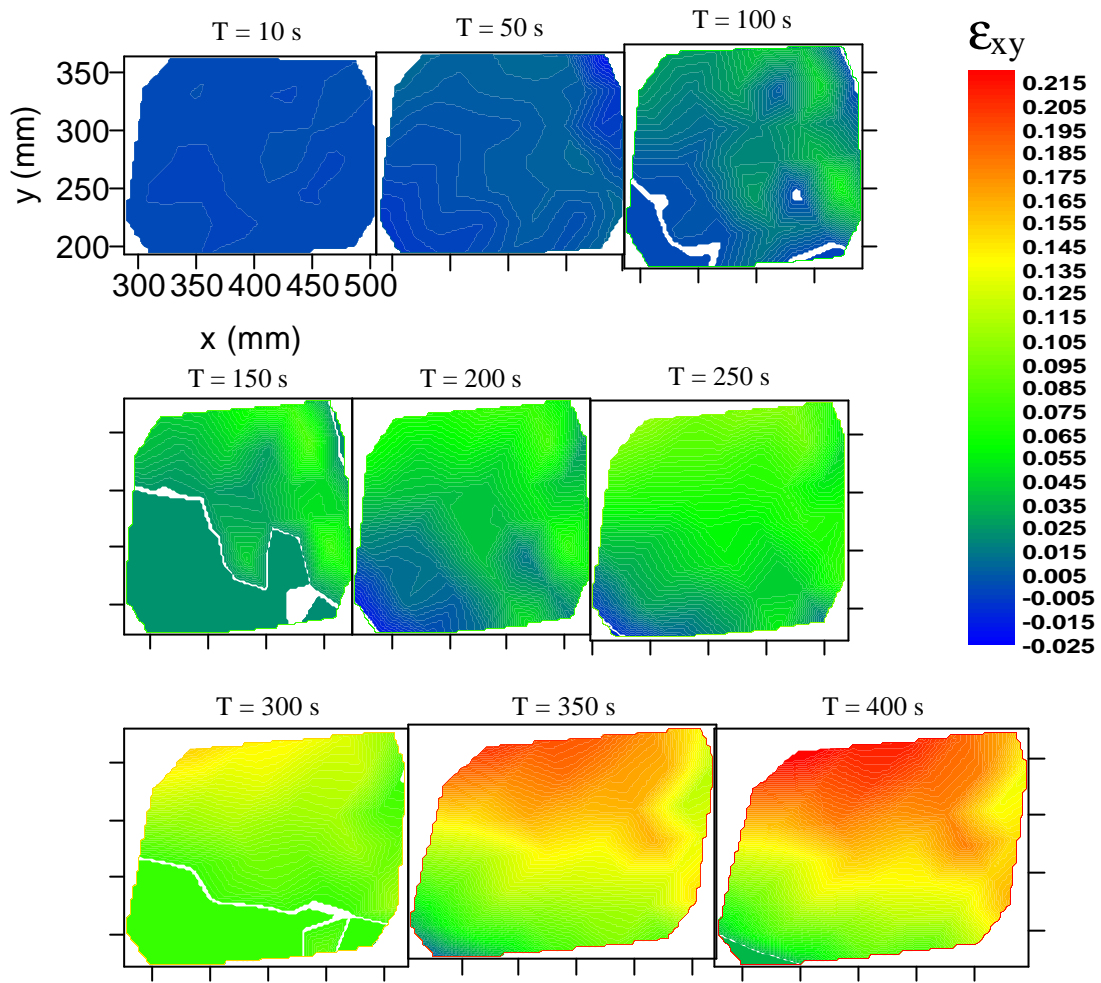 T = 10 s
T = 50 s
T = 100 s
εxy
y (mm)
350
300
250
200
300 350 400 450 500
x (mm)
0.215
0.205
0.195
0.185
0.175
0.165
0.155
0.145
0.135
0.125
0.115
0.105
0.095
0.085
0.075
0.065
0.055
0.045
0.035
0.025
0.015
0.005
-0.005
-0.015
-0.025
T = 150 s
T = 200 s
T = 250 s
T = 300 s
T = 350 s
T = 400 s